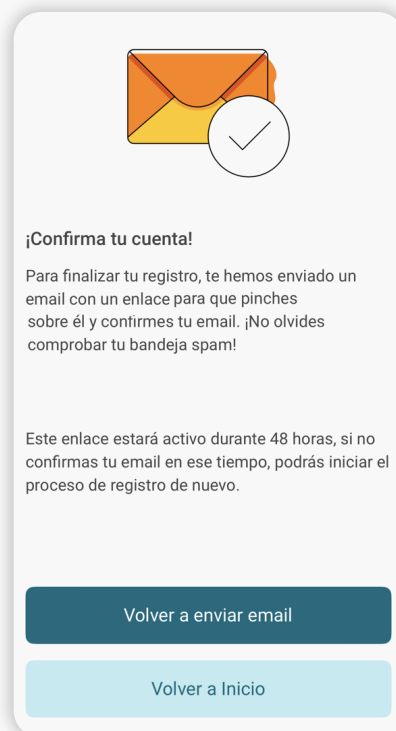 ¡Confirma tu cuenta!
Para finalizar tu registro, te hemos enviado un
email con un enlace para que pinches
sobre él y confirmes tu email. ¡No olvides
comprobar tu bandeja spam!
Este enlace estará activo durante 48 horas, si no
confirmas tu email en ese tiempo, podrás iniciar el
proceso de registro de nuevo.
Volver a enviar email
Volver a Inicio